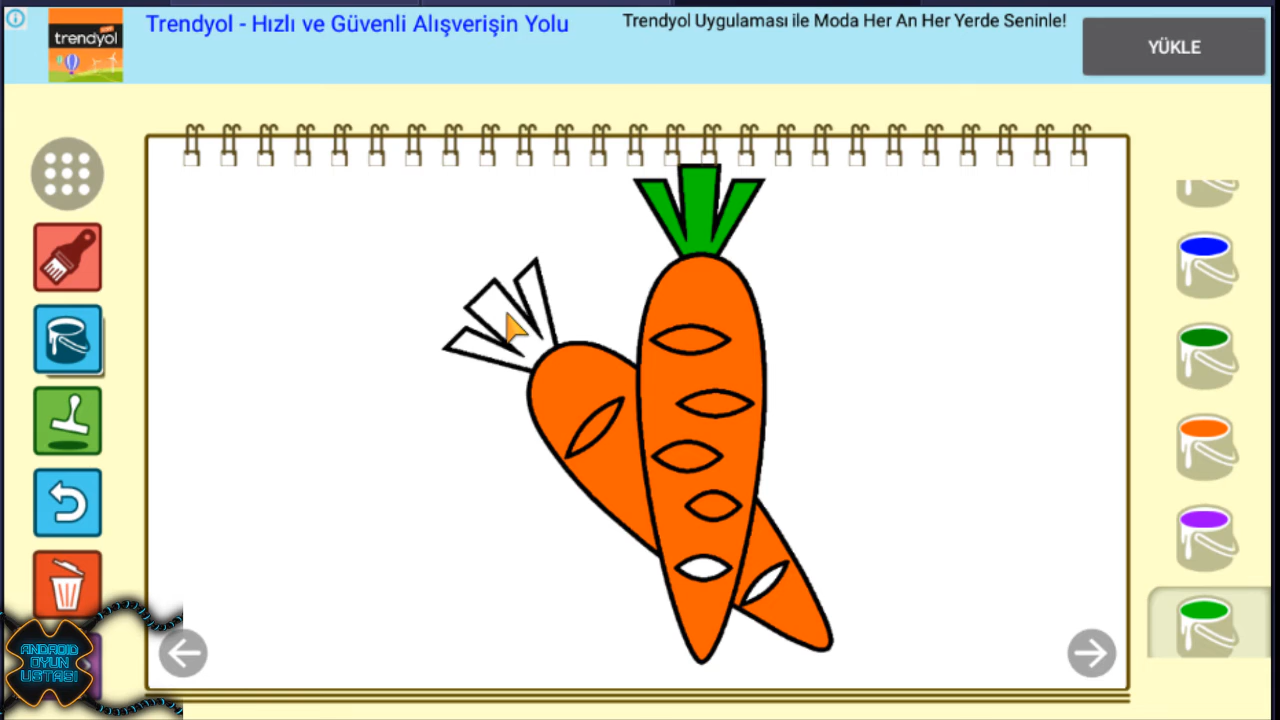 Trendyol - Hızlı ve Güvenli Alışverişin Yolu
Trendyol Uygulaması ile Moda Her An Her Yerde Seninle!
YÜKLE
trendyol
ANDROID
OYUN
USTASI